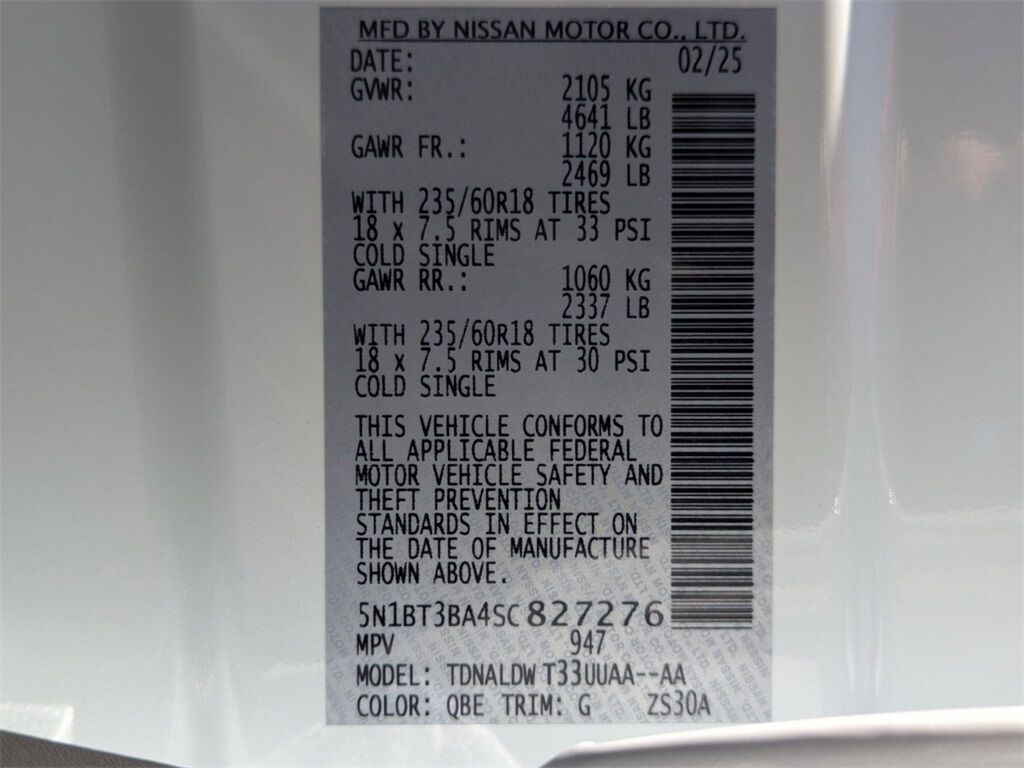 MFD BY NISSAN MOTOR CO., LTD.
DATE: 02/25
GVWR: 2105 KG
4641 LB
GAWR FR.: 1120 KG
2469 LB
WITH 235/60R18 TIRES
18 x 7.5 RIMS AT 33 PSI
COLD SINGLE
GAWR RR.: 1060 KG
2337 LB
WITH 235/60R18 TIRES
18 x 7.5 RIMS AT 30 PSI
COLD SINGLE
THIS VEHICLE CONFORMS TO
ALL APPLICABLE FEDERAL
MOTOR VEHICLE SAFETY AND
THEFT PREVENTION
STANDARDS IN EFFECT ON
THE DATE OF MANUFACTURE
SHOWN ABOVE.
5N1BT3BA4SC827276
MPV 947
MODEL: TDNALDW T33UUAA--AA
COLOR: QBE TRIM: G ZS30A